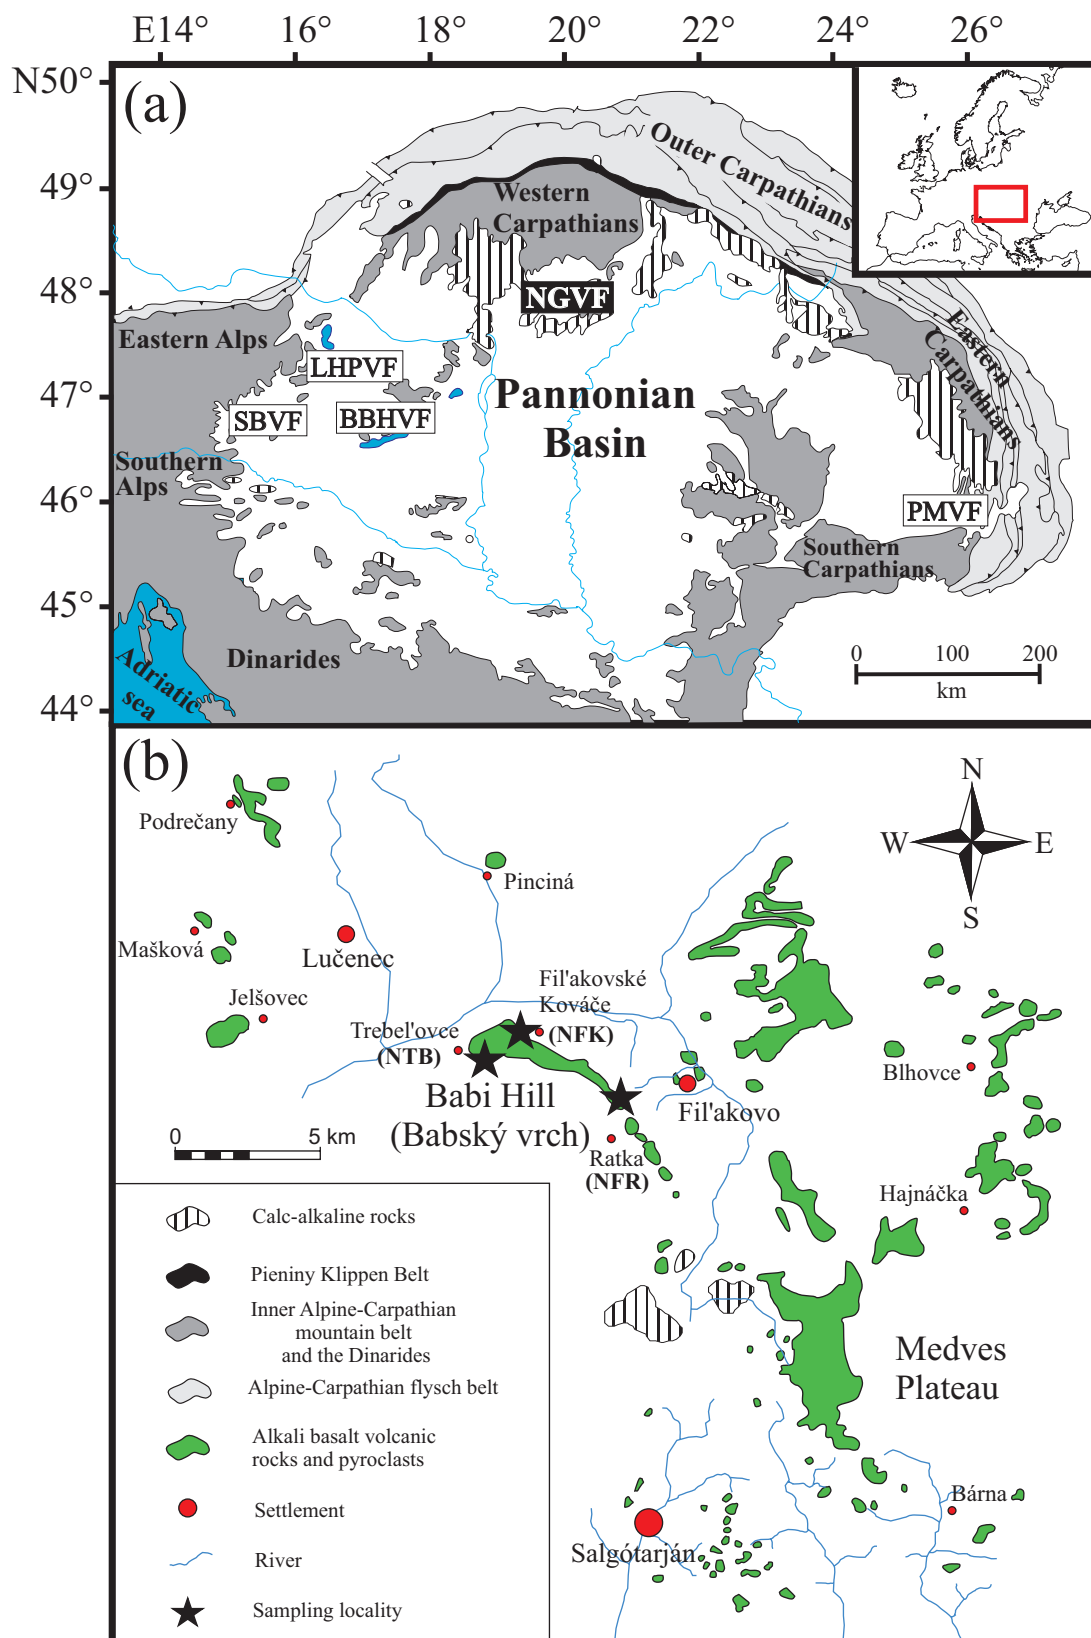 E14° 16° 18° 20° 22° 24° 26°
N50°
49°
48°
47°
46°
45°
44°
(a)
Outer Carpathians
Western
Carpathians
NGVF
Eastern Alps
LHPVF
SBVF
BBHVF
Pannonian
Basin
Eastern
Carpathians
Southern
Alps
PMVF
Southern
Carpathians
Dinarides
Adriatic
sea
0 100 200
km
(b)
N
W E
S
Podrečany
Pinciná
Mašková
Lučenec
Jelšovec
Fil'akovské
Kováče
(NFK)
Trebel'ovce
(NTB)
Babi Hill
(Babský vrch)
Fil'akovo
Blhovce
0 5 km
Ratka
(NFR)
Hajnáčka
Medves
Plateau
Bárna
Salgótarján
Calc-alkaline rocks
Pieniny Klippen Belt
Inner Alpine-Carpathian
mountain belt
and the Dinarides
Alpine-Carpathian flysch belt
Alkali basalt volcanic
rocks and pyroclasts
Settlement
River
Sampling locality